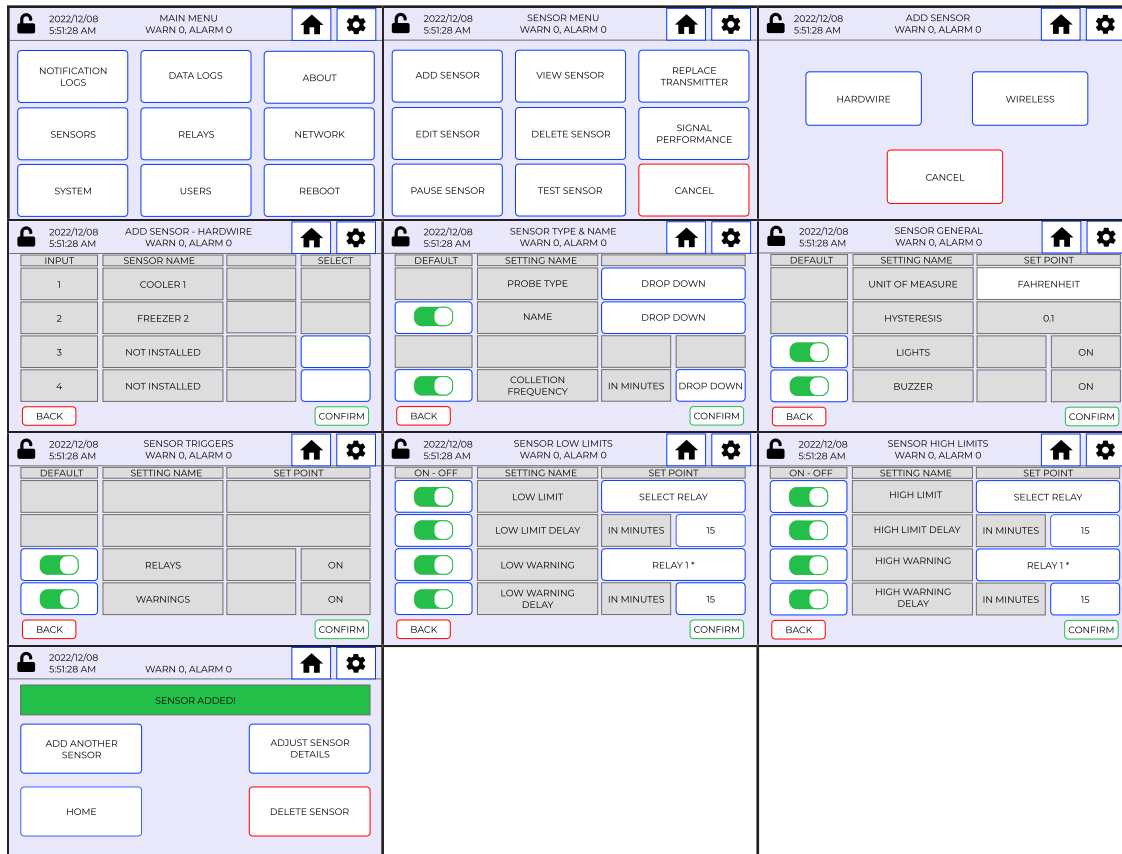 2022/12/08
5:51:28 AM
MAIN MENU
WARN 0, ALARM 0
NOTIFICATION
LOGS
DATA LOGS
ABOUT
SENSORS
RELAYS
NETWORK
SYSTEM
USERS
REBOOT
2022/12/08
5:51:28 AM
SENSOR MENU
WARN 0, ALARM 0
ADD SENSOR
VIEW SENSOR
REPLACE
TRANSMITTER
EDIT SENSOR
DELETE SENSOR
SIGNAL
PERFORMANCE
PAUSE SENSOR
TEST SENSOR
CANCEL
2022/12/08
5:51:28 AM
ADD SENSOR
WARN 0, ALARM 0
HARDWIRE
WIRELESS
CANCEL
2022/12/08
5:51:28 AM
ADD SENSOR - HARDWIRE
WARN 0, ALARM 0
INPUT SENSOR NAME SELECT
1 COOLER 1
2 FREEZER 2
3 NOT INSTALLED
4 NOT INSTALLED
BACK CONFIRM
2022/12/08
5:51:28 AM
SENSOR TYPE & NAME
WARN 0, ALARM 0
DEFAULT SETTING NAME
PROBE TYPE DROP DOWN
NAME DROP DOWN
COLLETION
FREQUENCY
IN MINUTES DROP DOWN
BACK CONFIRM
2022/12/08
5:51:28 AM
SENSOR GENERAL
WARN 0, ALARM 0
DEFAULT SETTING NAME SET POINT
UNIT OF MEASURE FAHRENHEIT
HYSTERESIS 0.1
LIGHTS ON
BUZZER ON
BACK CONFIRM
2022/12/08
5:51:28 AM
SENSOR TRIGGERS
WARN 0, ALARM 0
DEFAULT SETTING NAME SET POINT
RELAYS ON
WARNINGS ON
BACK CONFIRM
2022/12/08
5:51:28 AM
SENSOR LOW LIMITS
WARN 0, ALARM 0
ON - OFF SETTING NAME SET POINT
LOW LIMIT SELECT RELAY
LOW LIMIT DELAY IN MINUTES 15
LOW WARNING RELAY 1 *
LOW WARNING
DELAY
IN MINUTES 15
BACK CONFIRM
2022/12/08
5:51:28 AM
SENSOR HIGH LIMITS
WARN 0, ALARM 0
ON - OFF SETTING NAME SET POINT
HIGH LIMIT SELECT RELAY
HIGH LIMIT DELAY IN MINUTES 15
HIGH WARNING RELAY 1 *
HIGH WARNING
DELAY
IN MINUTES 15
BACK CONFIRM
2022/12/08
5:51:28 AM
WARN 0, ALARM 0
SENSOR ADDED!
ADD ANOTHER
SENSOR
ADJUST SENSOR
DETAILS
HOME
DELETE SENSOR